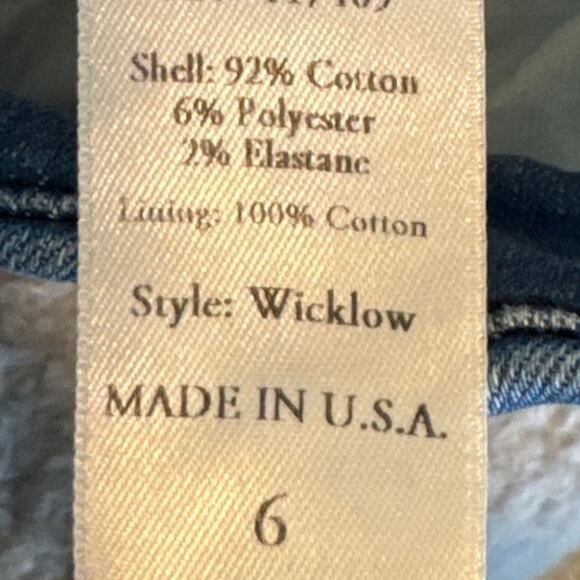 Shell: 92% Cotton
6% Polyester
2% Elastane
Lining: 100% Cotton
Style: Wicklow
MADE IN U.S.A.
6